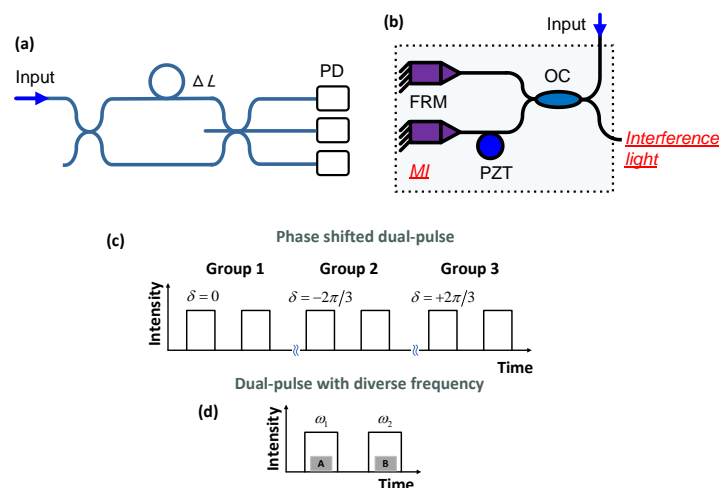 (a)
Input
ΔL
PD
(b)
Input
OC
FRM
PZT
MI
Interference
light
(c)
Phase shifted dual-pulse
Group 1
Group 2
Group 3
δ = 0
δ = −2π/3
δ = +2π/3
Intensity
Time
Dual-pulse with diverse frequency
(d)
ω₁
ω₂
Intensity
A
B
Time